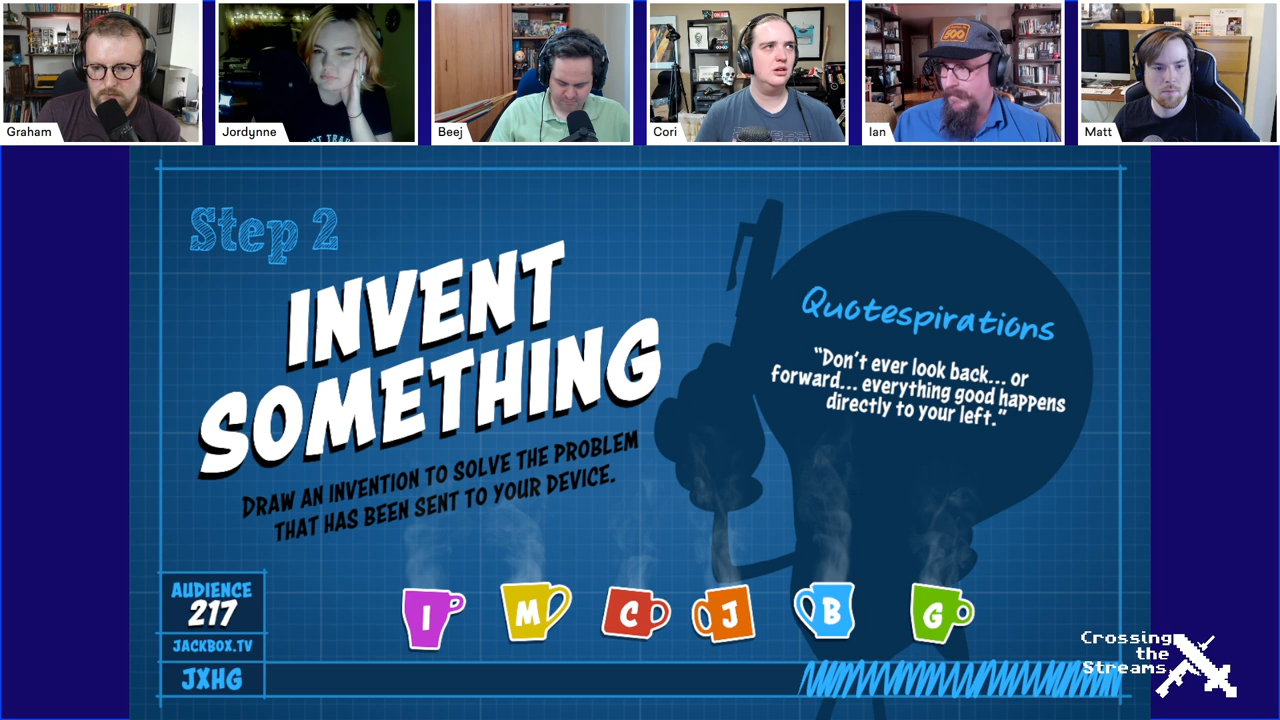 Graham
Jordynne
Beej
Cori
Ian
Matt
Step 2
INVENT
SOMETHING
DRAW AN INVENTION TO SOLVE THE PROBLEM
THAT HAS BEEN SENT TO YOUR DEVICE.
Quotespirations
"Don't ever look back... or
forward... everything good happens
directly to your left."
I
M
C
J
B
G
AUDIENCE
217
JACKBOX.TV
JXHG
Crossing
the
Streams